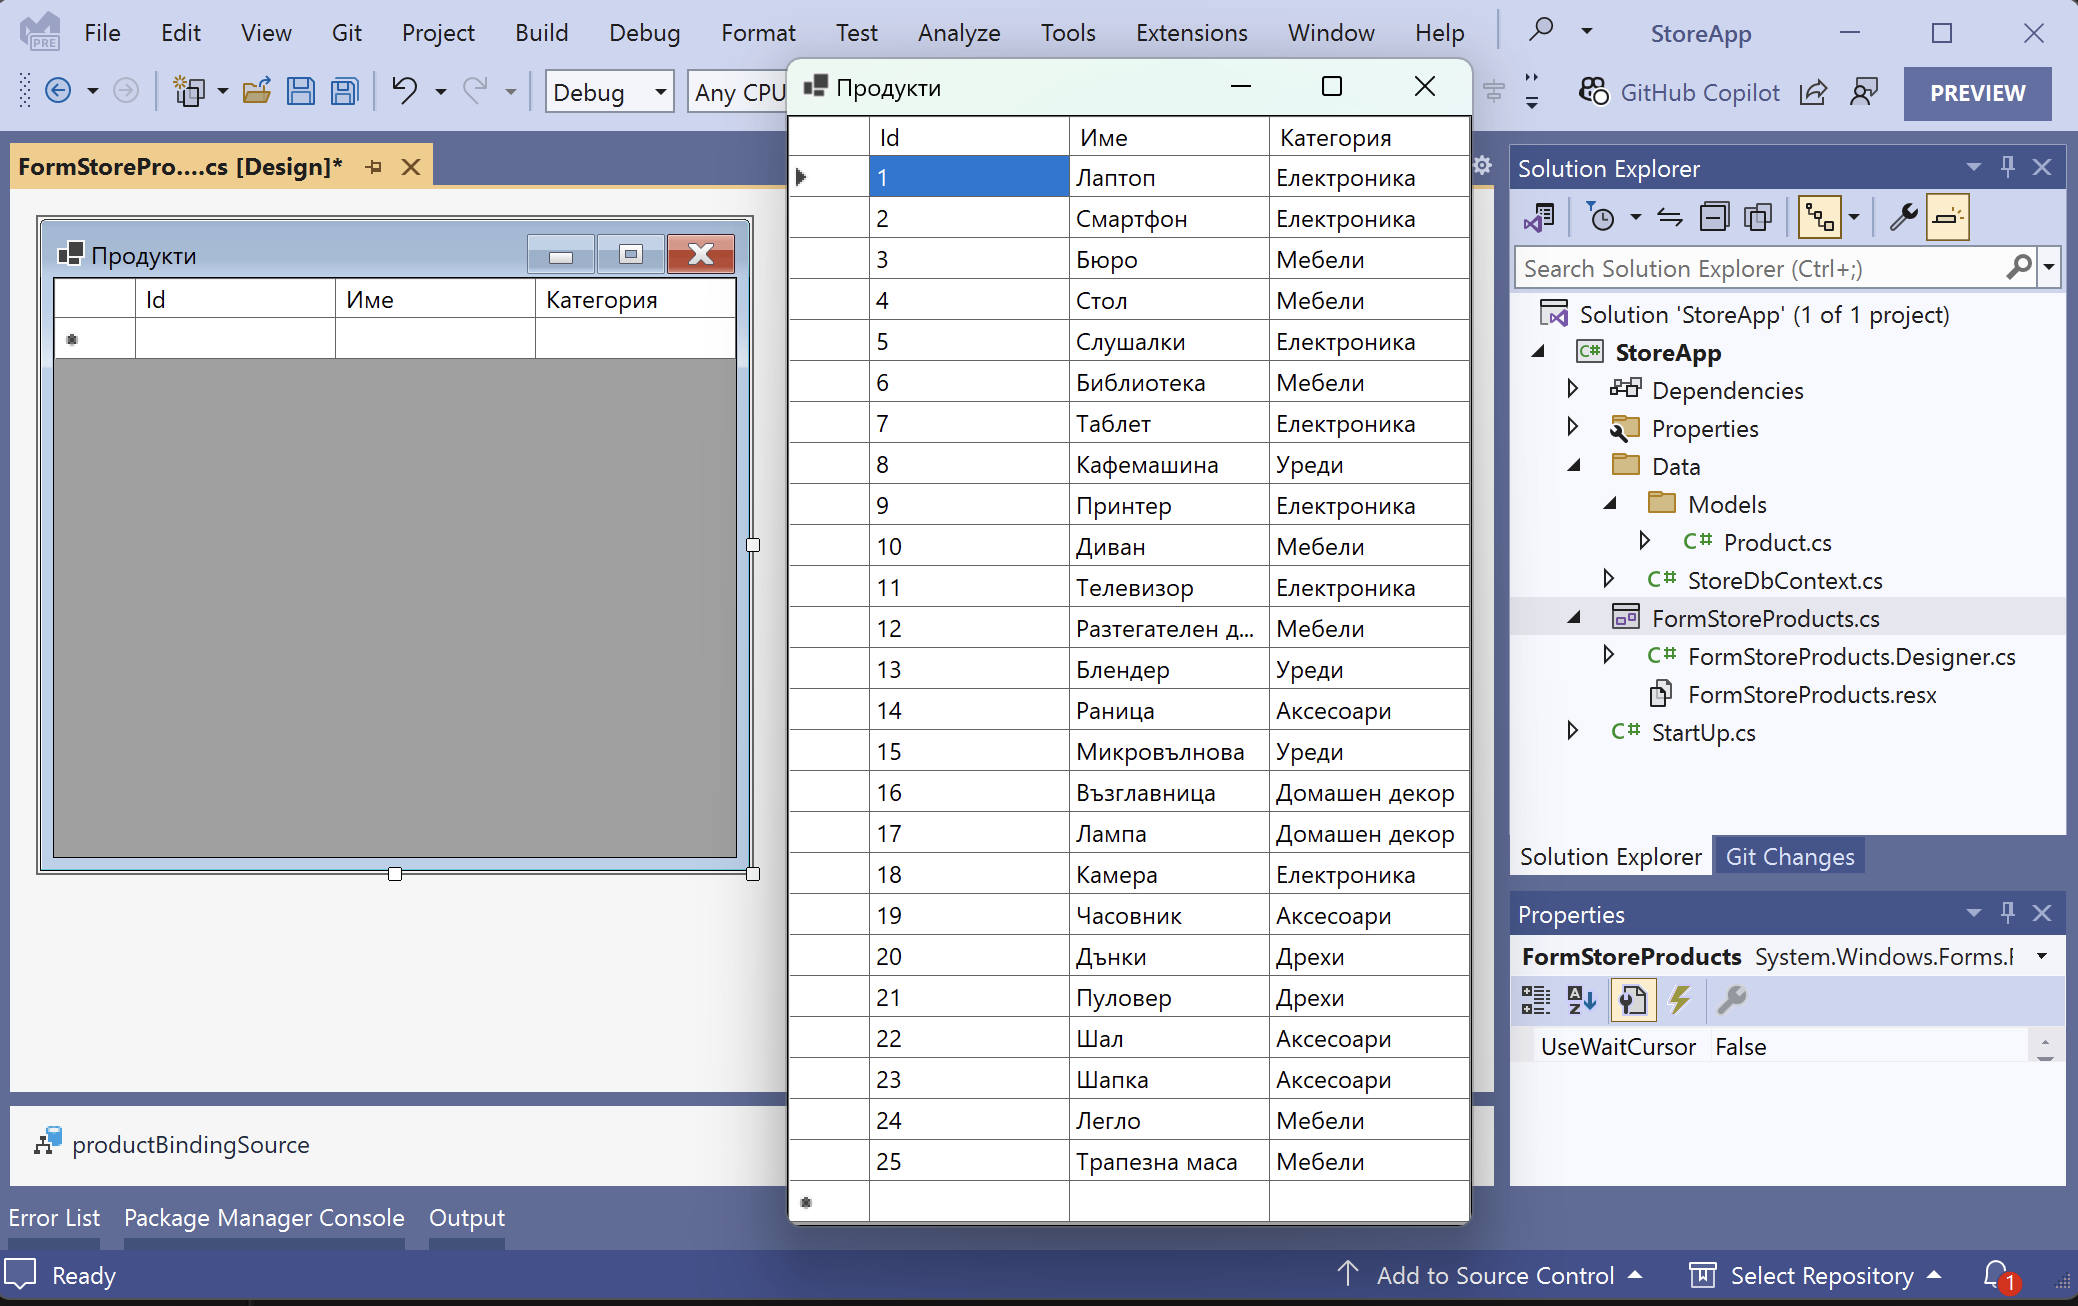 File Edit View Git Project Build Debug Format Test Analyze Tools Extensions Window Help StoreApp
PRE
Debug Any CPU GitHub Copilot PREVIEW
FormStorePro....cs [Design]*
Продукти
Id Име Категория
productBindingSource
Продукти
Id Име Категория
1 Лаптоп Електроника
2 Смартфон Електроника
3 Бюро Мебели
4 Стол Мебели
5 Слушалки Електроника
6 Библиотека Мебели
7 Таблет Електроника
8 Кафемашина Уреди
9 Принтер Електроника
10 Диван Мебели
11 Телевизор Електроника
12 Разтегателен д... Мебели
13 Блендер Уреди
14 Раница Аксесоари
15 Микровълнова Уреди
16 Възглавница Домашен декор
17 Лампа Домашен декор
18 Камера Електроника
19 Часовник Аксесоари
20 Дънки Дрехи
21 Пуловер Дрехи
22 Шал Аксесоари
23 Шапка Аксесоари
24 Легло Мебели
25 Трапезна маса Мебели
Solution Explorer
Search Solution Explorer (Ctrl+;)
Solution 'StoreApp' (1 of 1 project)
C# StoreApp
Dependencies
Properties
Data
Models
C# Product.cs
C# StoreDbContext.cs
FormStoreProducts.cs
C# FormStoreProducts.Designer.cs
FormStoreProducts.resx
C# StartUp.cs
Solution Explorer Git Changes
Properties
FormStoreProducts System.Windows.Forms.F
UseWaitCursor False
Error List Package Manager Console Output
Ready Add to Source Control Select Repository 1